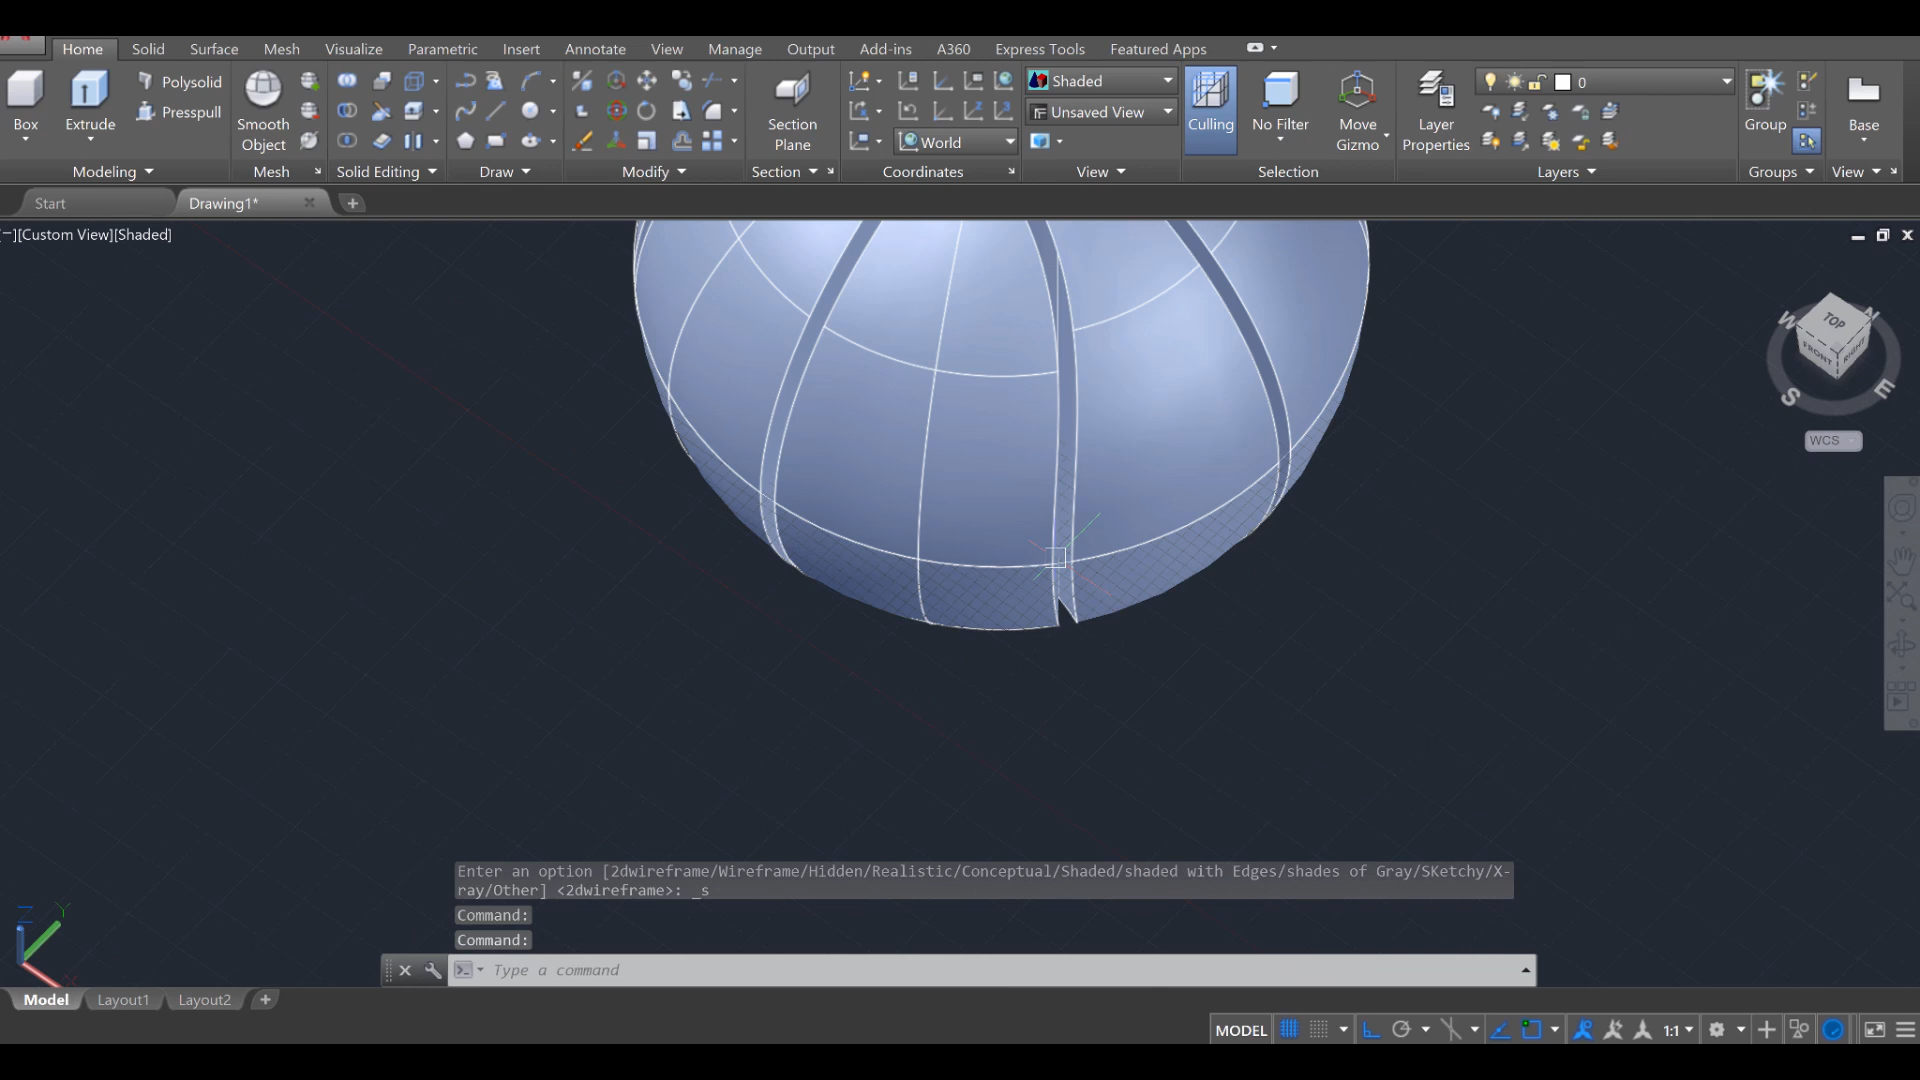 Home Solid Surface Mesh Visualize Parametric Insert Annotate View Manage Output Add-ins A360 Express Tools Featured Apps
Polysolid
Presspull
Box
Extrude
Smooth
Object
Section
Plane
Shaded
Unsaved View
World
Culling
No Filter
Move
Gizmo
Layer
Properties
0
Group
Base
Modeling
Mesh
Solid Editing
Draw
Modify
Section
Coordinates
View
Selection
Layers
Groups
View
Start
Drawing1*
][Custom View][Shaded]
TOP
FRONT
RIGHT
W
N
S
E
WCS
Enter an option [2dwireframe/Wireframe/Hidden/Realistic/Conceptual/Shaded/shaded with Edges/shades of Gray/SKetchy/X-
ray/Other] <2dwireframe>: _s
Command:
Command:
Type a command
Z
Y
X
Model
Layout1
Layout2
MODEL
1:1